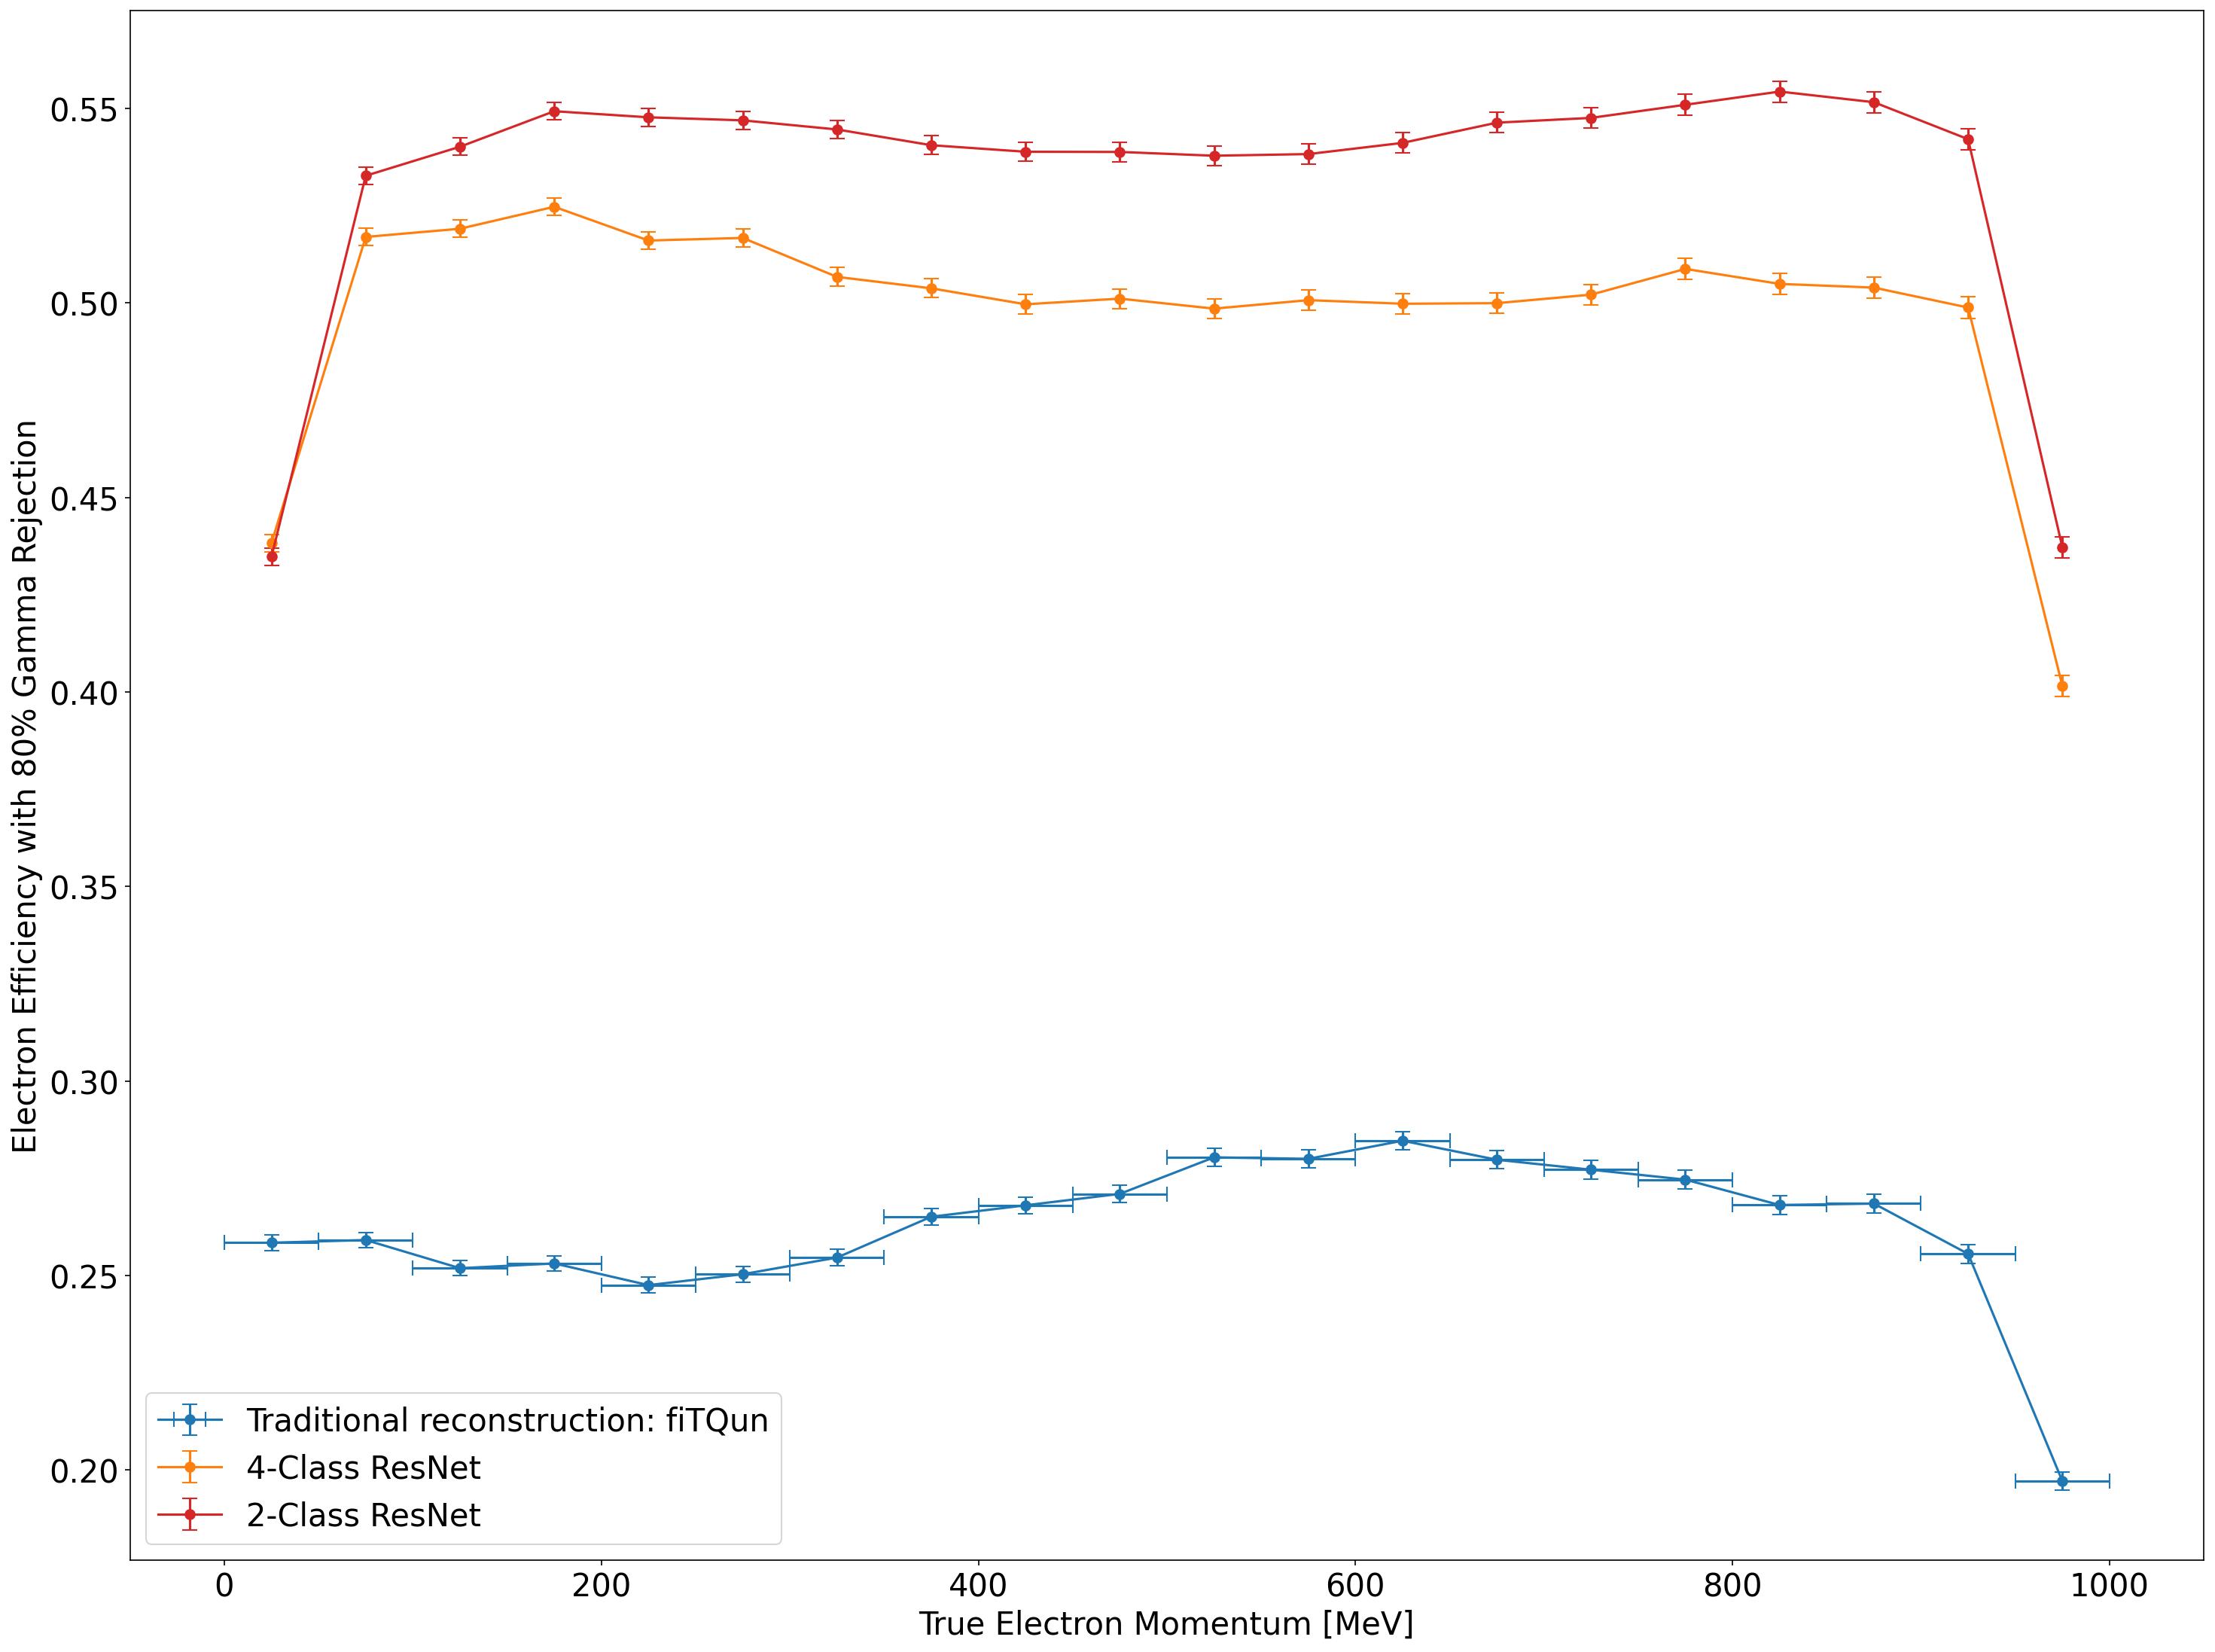 Electron Efficiency with 80% Gamma Rejection
0.55
0.50
0.45
0.40
0.35
0.30
0.25
0.20
Traditional reconstruction: fiTQun
4-Class ResNet
2-Class ResNet
0
200
400
600
800
1000
True Electron Momentum [MeV]